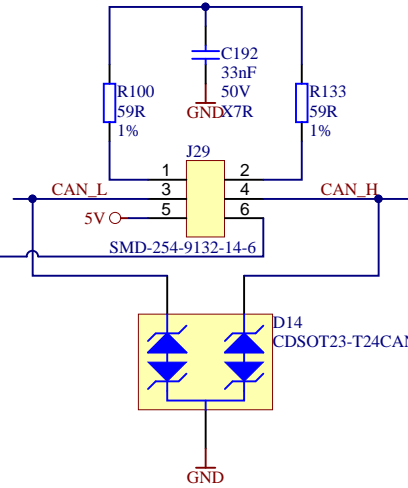 C192
33nF
50V
X7R
GND
R100
59R
1%
R133
59R
1%
J29
1 2
CAN_L 3 4 CAN_H
5V 5 6
SMD-254-9132-14-6
D14
CDSOT23-T24CAN
GND